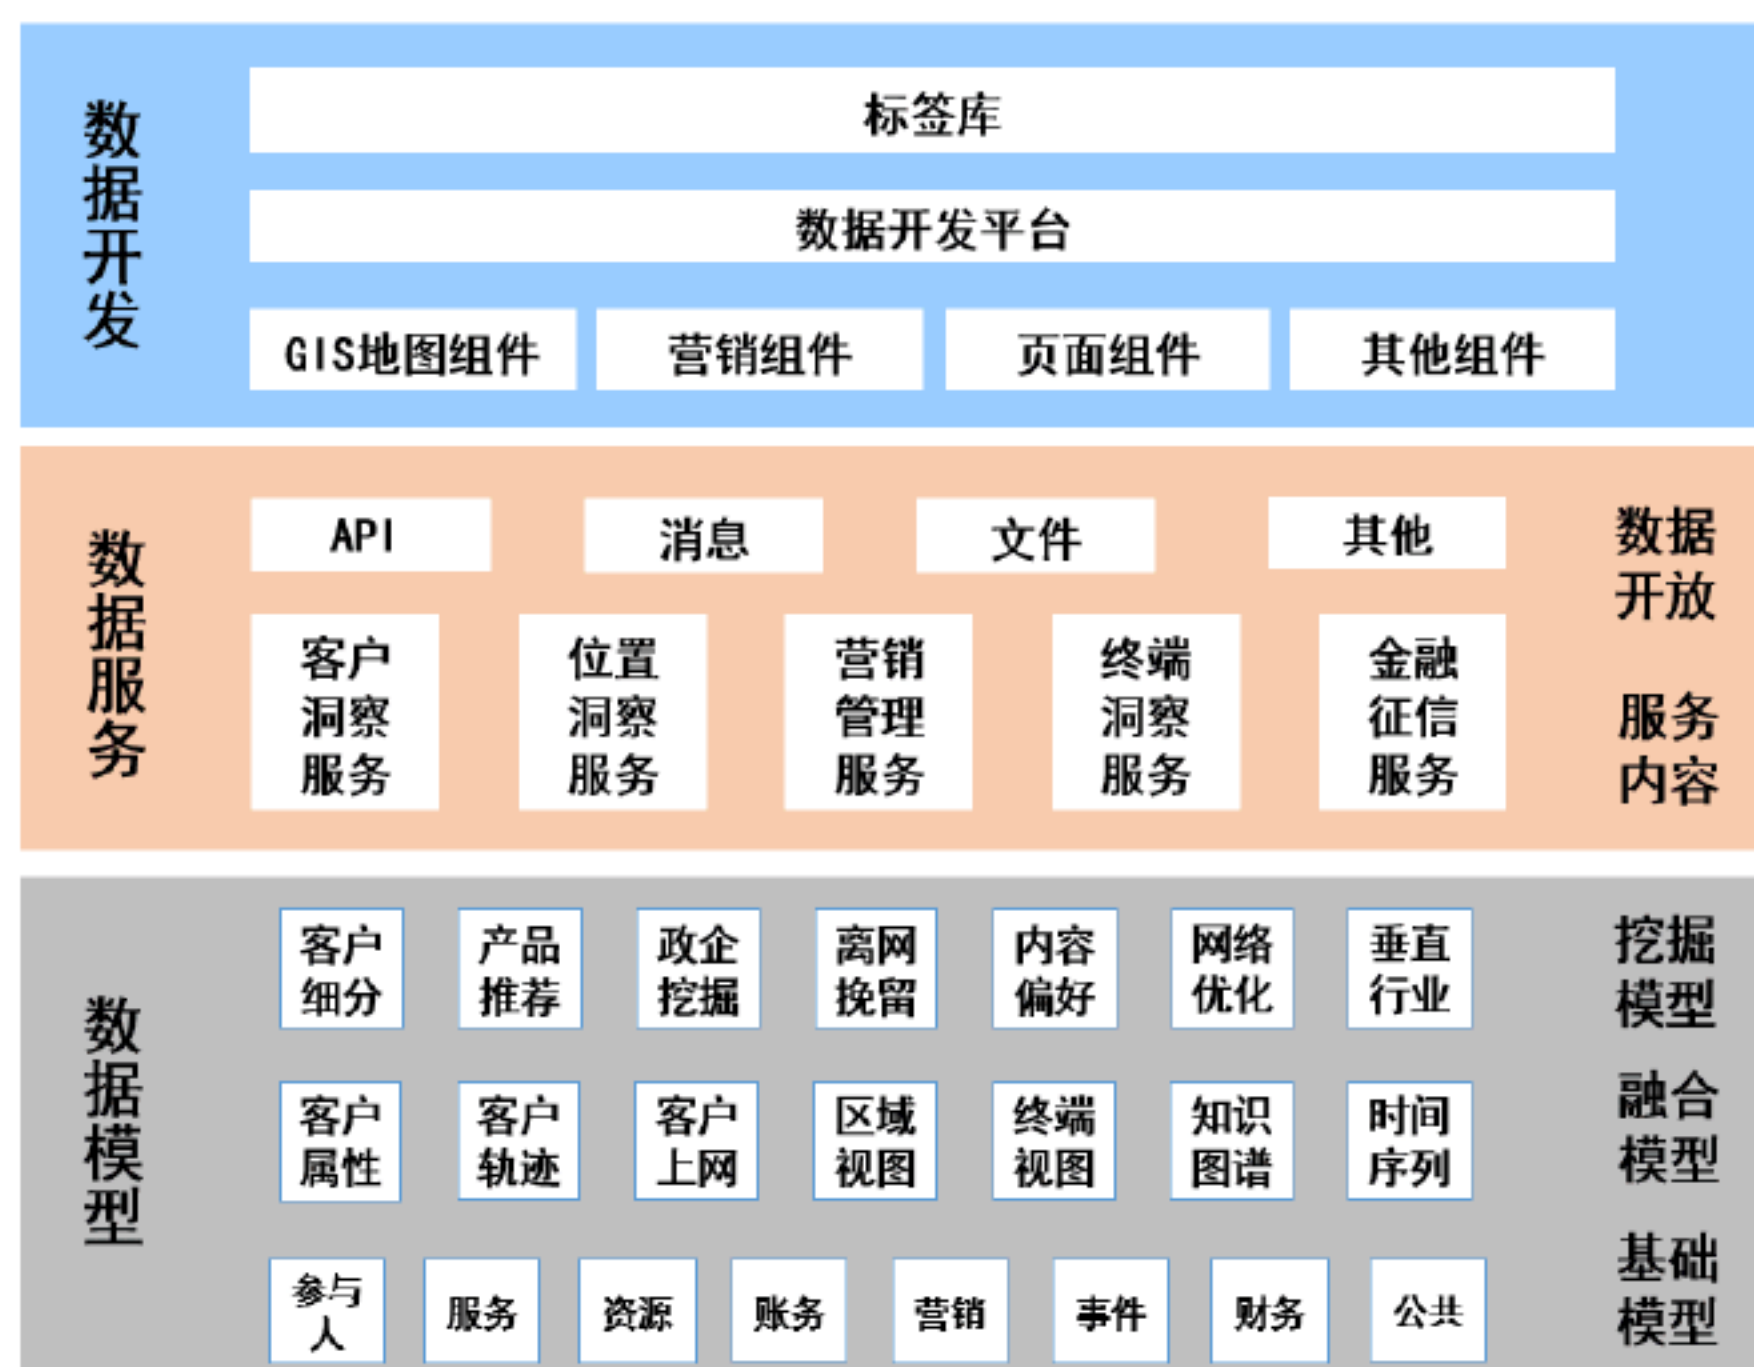 数据开发
标签库
数据开发平台
GIS地图组件
营销组件
页面组件
其他组件
数据服务
API
消息
文件
其他
数据
开放
客户
洞察
服务
位置
洞察
服务
营销
管理
服务
终端
洞察
服务
金融
征信
服务
服务
内容
数据模型
客户
细分
产品
推荐
政企
挖掘
离网
挽留
内容
偏好
网络
优化
垂直
行业
挖掘
模型
客户
属性
客户
轨迹
客户
上网
区域
视图
终端
视图
知识
图谱
时间
序列
融合
模型
参与
人
服务
资源
账务
营销
事件
财务
公共
基础
模型